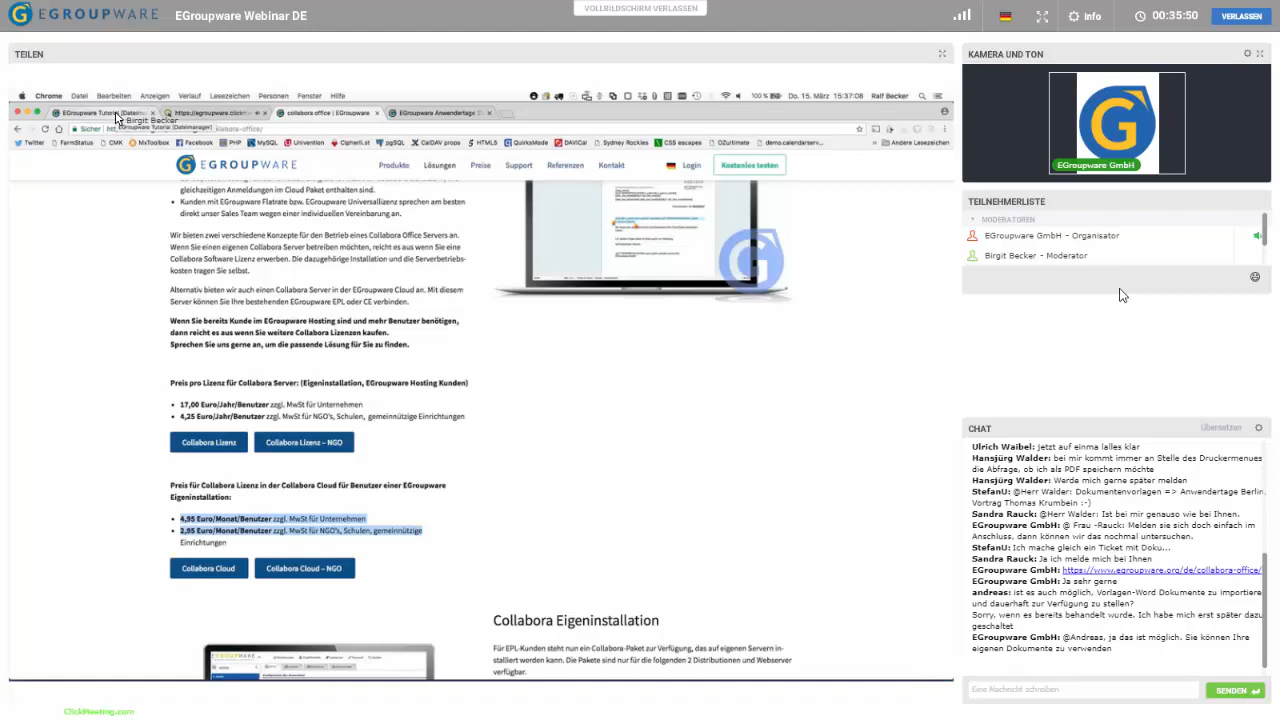 EGROUPWARE
EGroupware Webinar DE
VOLLBILDSCHIRM VERLASSEN
Info
00:35:50
VERLASSEN
TEILEN
Chrome Datei Bearbeiten Anzeigen Verlauf Lesezeichen Personen Fenster Hilfe
100 % Do. 15. März 15:37:08 Ralf Becker
EGroupware Tutorial (Datein
https://egroupware.clickm
collabora office | EGroupware
EGroupware Anwendertage
Birgit Becker
EGroupware Tutorial (Dateimanager)
Sicher
Twitter FarmStatus CMK MxToolbox Facebook PHP MySQL Univention Cipherli.st pgSQL CalDAV props HTML5 QuirksMode DAViCal Sydney Rockies CSS Discount OZultimate demo.calendarserv...
Andere Lesezeichen
EGROUPWARE
Produkte Lösungen Preise Support Referenzen Kontakt Login Kostenlos testen
gleichzeitigen Anmeldungen im Cloud Paket enthalten sind.
Kunden mit EGroupware Flatrate bzw. EGroupware Universallizenz sprechen am besten
direkt unser Sales Team wegen einer individuellen Vereinbarung an.
Wir bieten zwei verschiedene Konzepte für den Betrieb eines Collabora Office Servers an.
Wenn Sie einen eigenen Collabora Server betreiben möchten, reicht es aus wenn Sie eine
Collabora Software Lizenz erwerben. Die dazugehörige Installation und die Serverbetriebs-
kosten tragen Sie selbst.
Alternativ bieten wir auch einen Collabora Server in der EGroupware Cloud an. Mit diesem
Server können Sie Ihre bestehenden EGroupware EPL oder CE verbinden.
Wenn Sie bereits Kunde im EGroupware Hosting sind und mehr Benutzer benötigen,
dann reicht es aus wenn Sie weitere Collabora Lizenzen kaufen.
Sprechen Sie uns gerne an, um die passende Lösung für Sie zu finden.
Preis pro Lizenz für Collabora Server: (Eigeninstallation, EGroupware Hosting Kunden)
17,00 Euro/Jahr/Benutzer zzgl. MwSt für Unternehmen
4,25 Euro/Jahr/Benutzer zzgl. MwSt für NGO's, Schulen, gemeinnützige Einrichtungen
Collabora Lizenz
Collabora Lizenz – NGO
Preis für Collabora Lizenz in der Collabora Cloud für Benutzer einer EGroupware
Eigeninstallation:
4,95 Euro/Monat/Benutzer zzgl. MwSt für Unternehmen
2,95 Euro/Monat/Benutzer zzgl. MwSt für NGO's, Schulen, gemeinnützige
Einrichtungen
Collabora Cloud
Collabora Cloud – NGO
Collabora Eigeninstallation
Für EPL-Kunden steht nun ein Collabora-Paket zur Verfügung, das auf eigenen Servern in-
stalliert werden kann. Die Pakete sind nur für die folgenden 2 Distributionen und Webserver
verfügbar.
ClickMeeting.com
KAMERA UND TON
EGroupware GmbH
TEILNEHMERLISTE
MODERATOREN
EGroupware GmbH - Organisator
Birgit Becker - Moderator
CHAT
Übersetzen
Ulrich Waibel: jetzt auf einma lalles klar
Hansjürg Walder: bei mir kommt immer an Stelle des Druckermenues
die Abfrage, ob ich als PDF speichern möchte
Hansjürg Walder: Werde mich gerne später melden
StefanU: @Herr Walder: Dokumentenvorlagen => Anwendertage Berlin.
Vortrag Thomas Krumbein :-)
Sandra Rauck: @Herr Walder: Ist bei mir genauso wie bei Ihnen.
EGroupware GmbH: @ Frau -Rauck: Melden sie sich doch einfach im
Anschluss, dann können wir das nochmal untersuchen.
StefanU: Ich mache gleich ein Ticket mit Doku...
Sandra Rauck: Ja ich melde mich bei Ihnen
EGroupware GmbH: https://www.egroupware.org/de/collabora-office/
EGroupware GmbH: Ja sehr gerne
andreas: ist es auch möglich, Vorlagen-Word Dokumente zu importiere
und dauerhaft zur Verfügung zu stellen?
Sorry, wenn es bereits behandelt wurde. Ich habe mich erst später dazu
geschaltet
EGroupware GmbH: @Andreas, ja das ist möglich. Sie können Ihre
eigenen Dokumente zu verwenden
Eine Nachricht schreiben
SENDEN